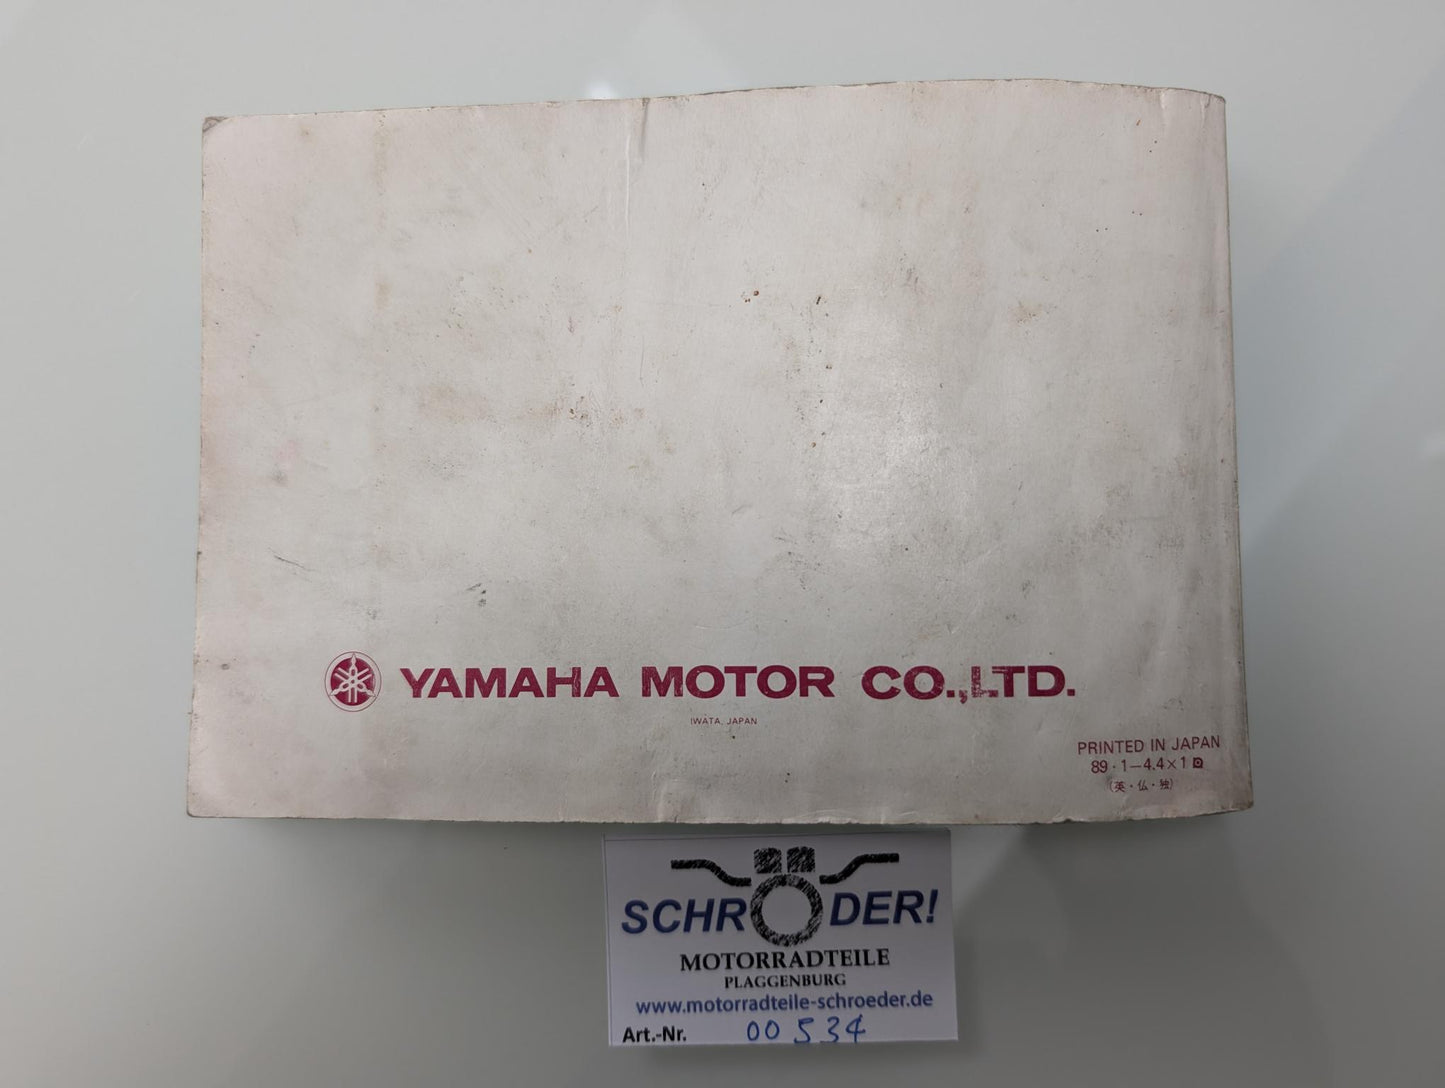 YAMAHA MOTOR CO.,LTD.
IWATA, JAPAN
PRINTED IN JAPAN
89・1—4.4×1
(英・仏・独)
SCHRÖDER!
MOTORRADTEILE
PLAGGENBURG
www.motorradteile-schroeder.de
Art.-Nr. 00534